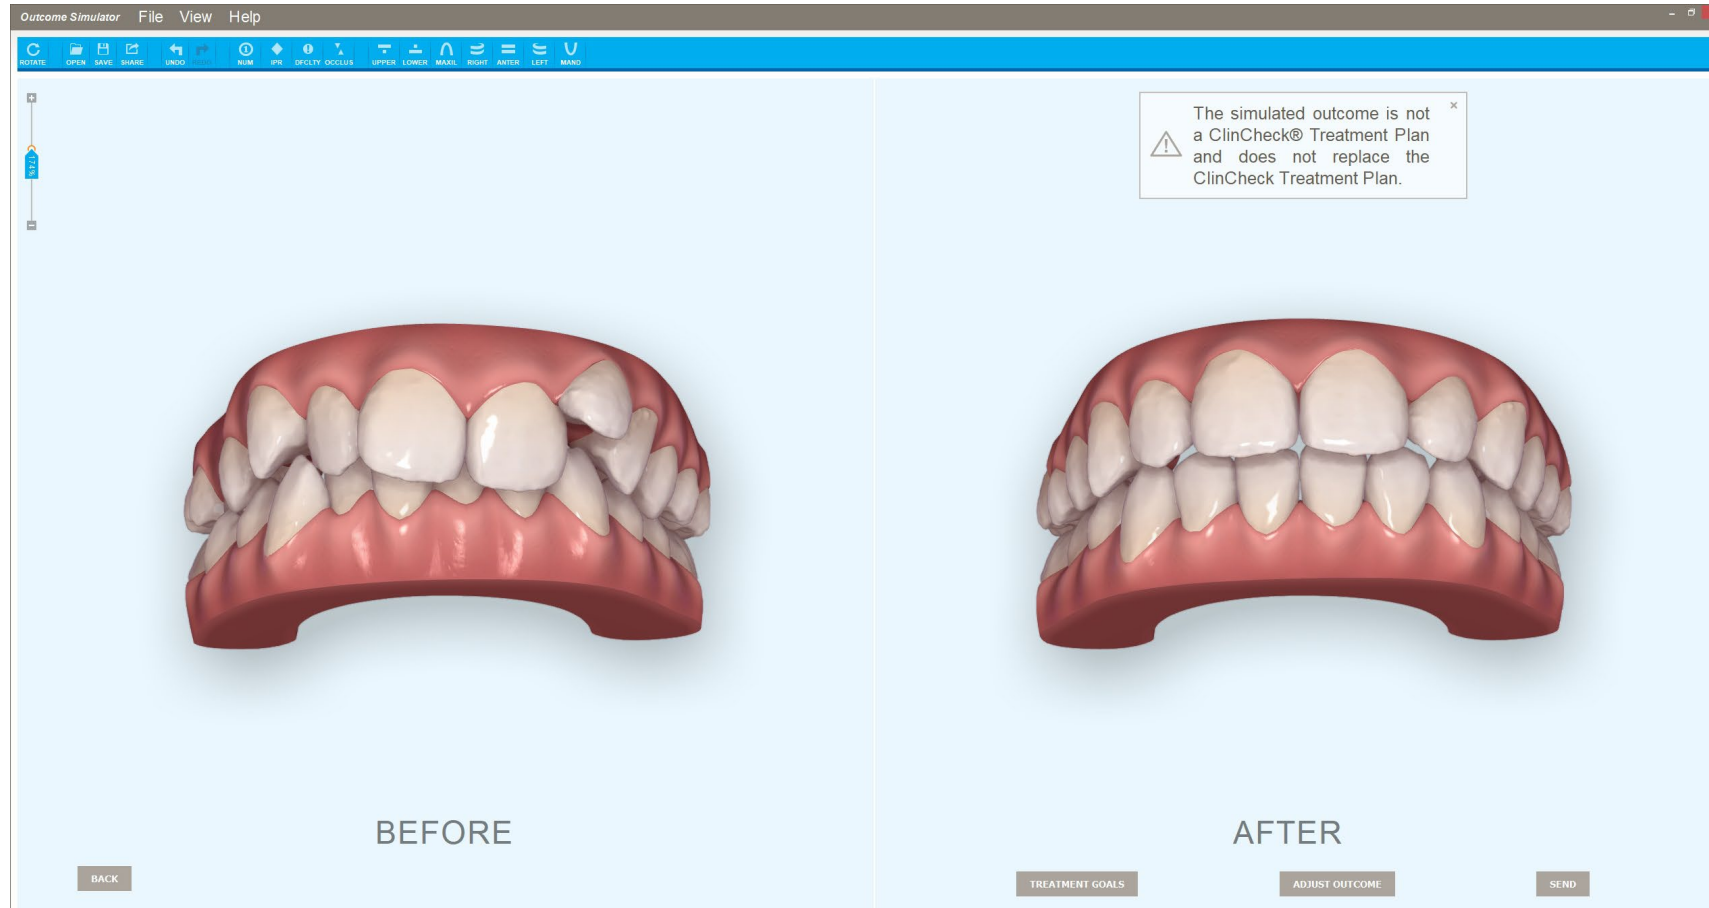 Outcome Simulator File View Help
ROTATE OPEN SAVE SHARE UNDO REDO NUM IPR DFCLTY OCCLUS UPPER LOWER MAXIL RIGHT ANTER LEFT MAND
174%
The simulated outcome is not
a ClinCheck® Treatment Plan
and does not replace the
ClinCheck Treatment Plan.
BEFORE
AFTER
BACK
TREATMENT GOALS
ADJUST OUTCOME
SEND